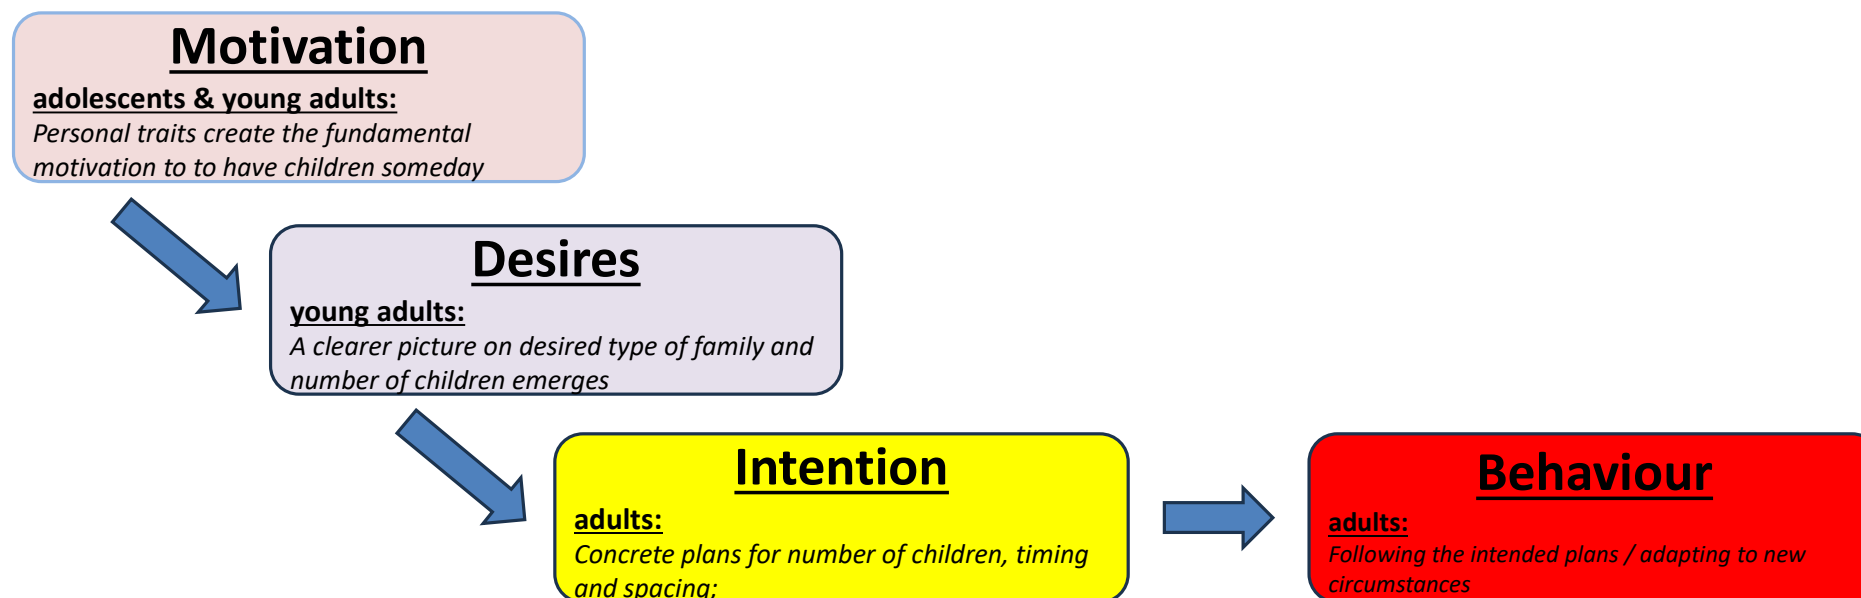 Motivation
adolescents & young adults:
Personal traits create the fundamental
motivation to to have children someday
Desires
young adults:
A clearer picture on desired type of family and
number of children emerges
Intention
adults:
Concrete plans for number of children, timing
and spacing;
Behaviour
adults:
Following the intended plans / adapting to new
circumstances